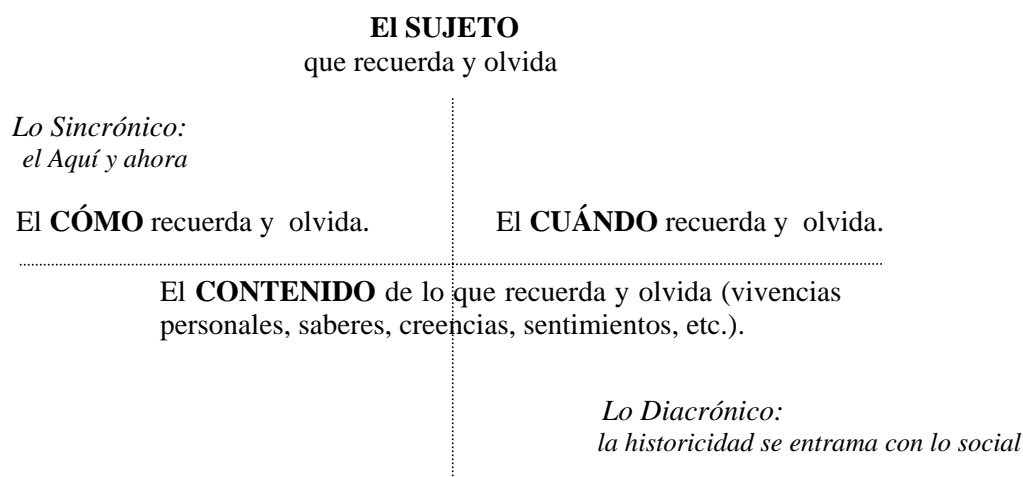 El SUJETO
que recuerda y olvida
Lo Sincrónico:
el Aquí y ahora
El CÓMO recuerda y olvida.
El CUÁNDO recuerda y olvida.
El CONTENIDO de lo que recuerda y olvida (vivencias
personales, saberes, creencias, sentimientos, etc.).
Lo Diacrónico:
la historicidad se entrama con lo social